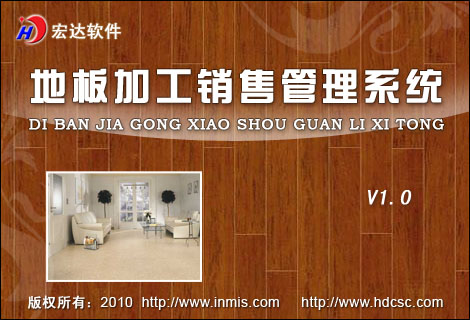 宏达软件
地板加工销售管理系统
DI BAN JIA GONG XIAO SHOU GUAN LI XI TONG
V1.0
版权所有：2010 http://www.inmis.com http://www.hdcsc.com